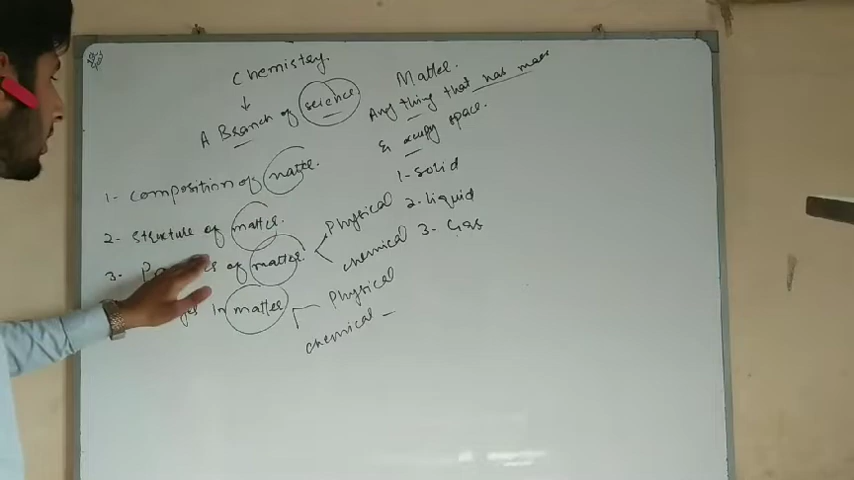 Chemistry.
↓
A Branch of science
1- composition of matter.
2- structure of matter.
3- of matter.
Physical
chemical
in matter
Physical
chemical -
Matter.
Any thing that has mass
& occupy space.
1- solid
2. liquid
3- Gas